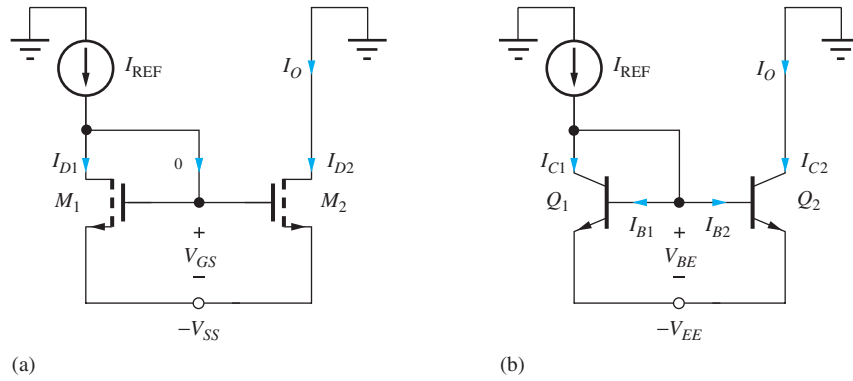 I_REF
I_O
I_REF
I_O
I_D1
0
I_D2
I_C1
I_C2
M_1
M_2
Q_1
Q_2
I_B1
I_B2
+
V_GS
−
+
V_BE
−
−V_SS
−V_EE
(a)
(b)